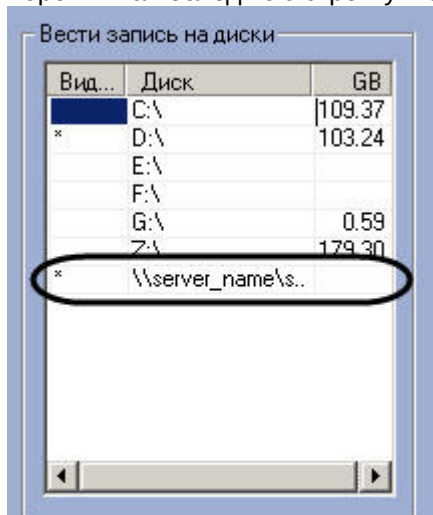 Вести запись на диски
Вид... Диск GB
C:\ 109.37
* D:\ 103.24
E:\
F:\
G:\ 0.59
Z:\ 179.30
* \\server_name\s..